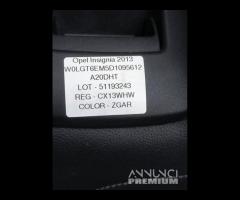 Opel Insignia 2013
W0LGT6EM5D1095612
A20DHT
LOT - 51193243
REG - CX13WHW
COLOR - ZGAR
ANNUNCI
PREMIUM